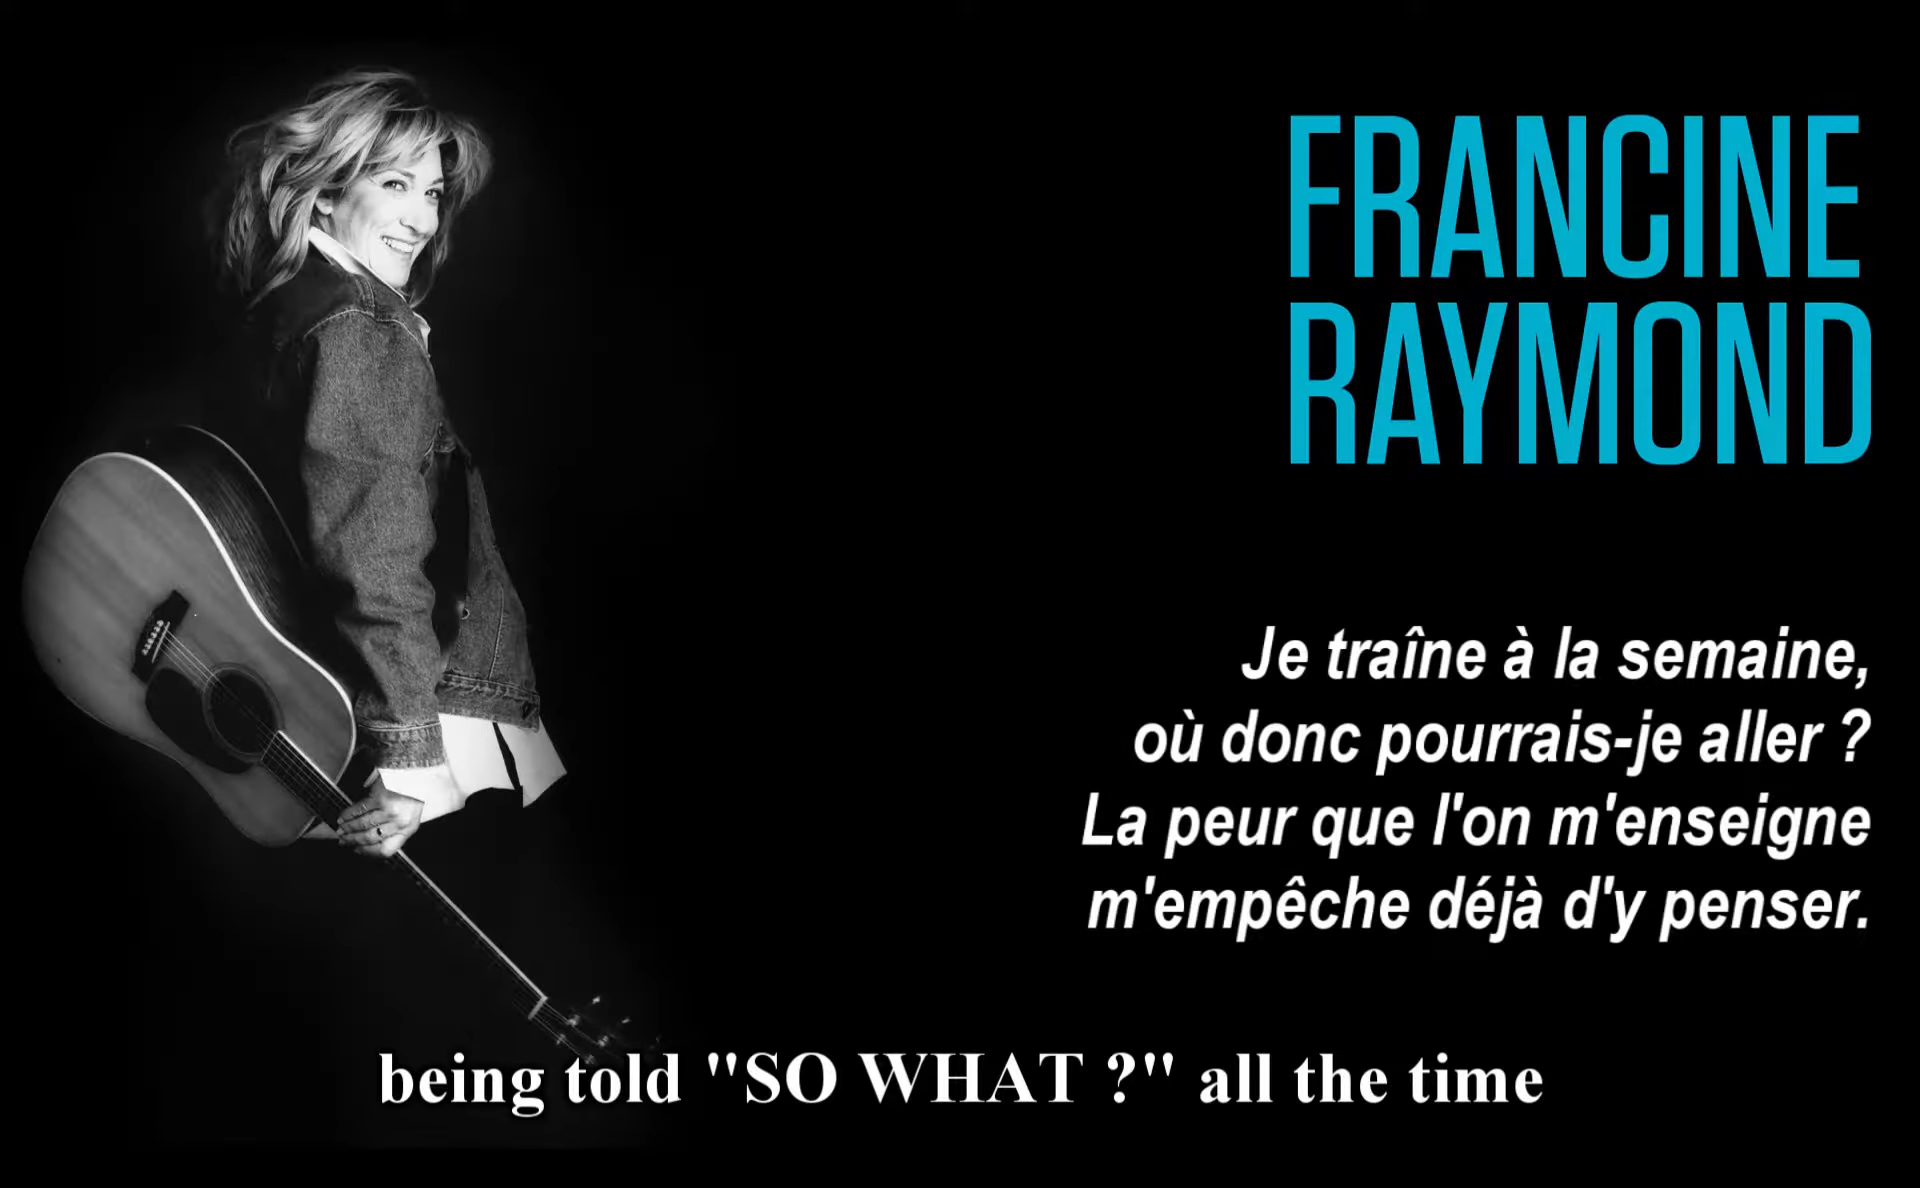 FRANCINE
RAYMOND
Je traîne à la semaine,
où donc pourrais-je aller ?
La peur que l'on m'enseigne
m'empêche déjà d'y penser.
being told "SO WHAT ?" all the time